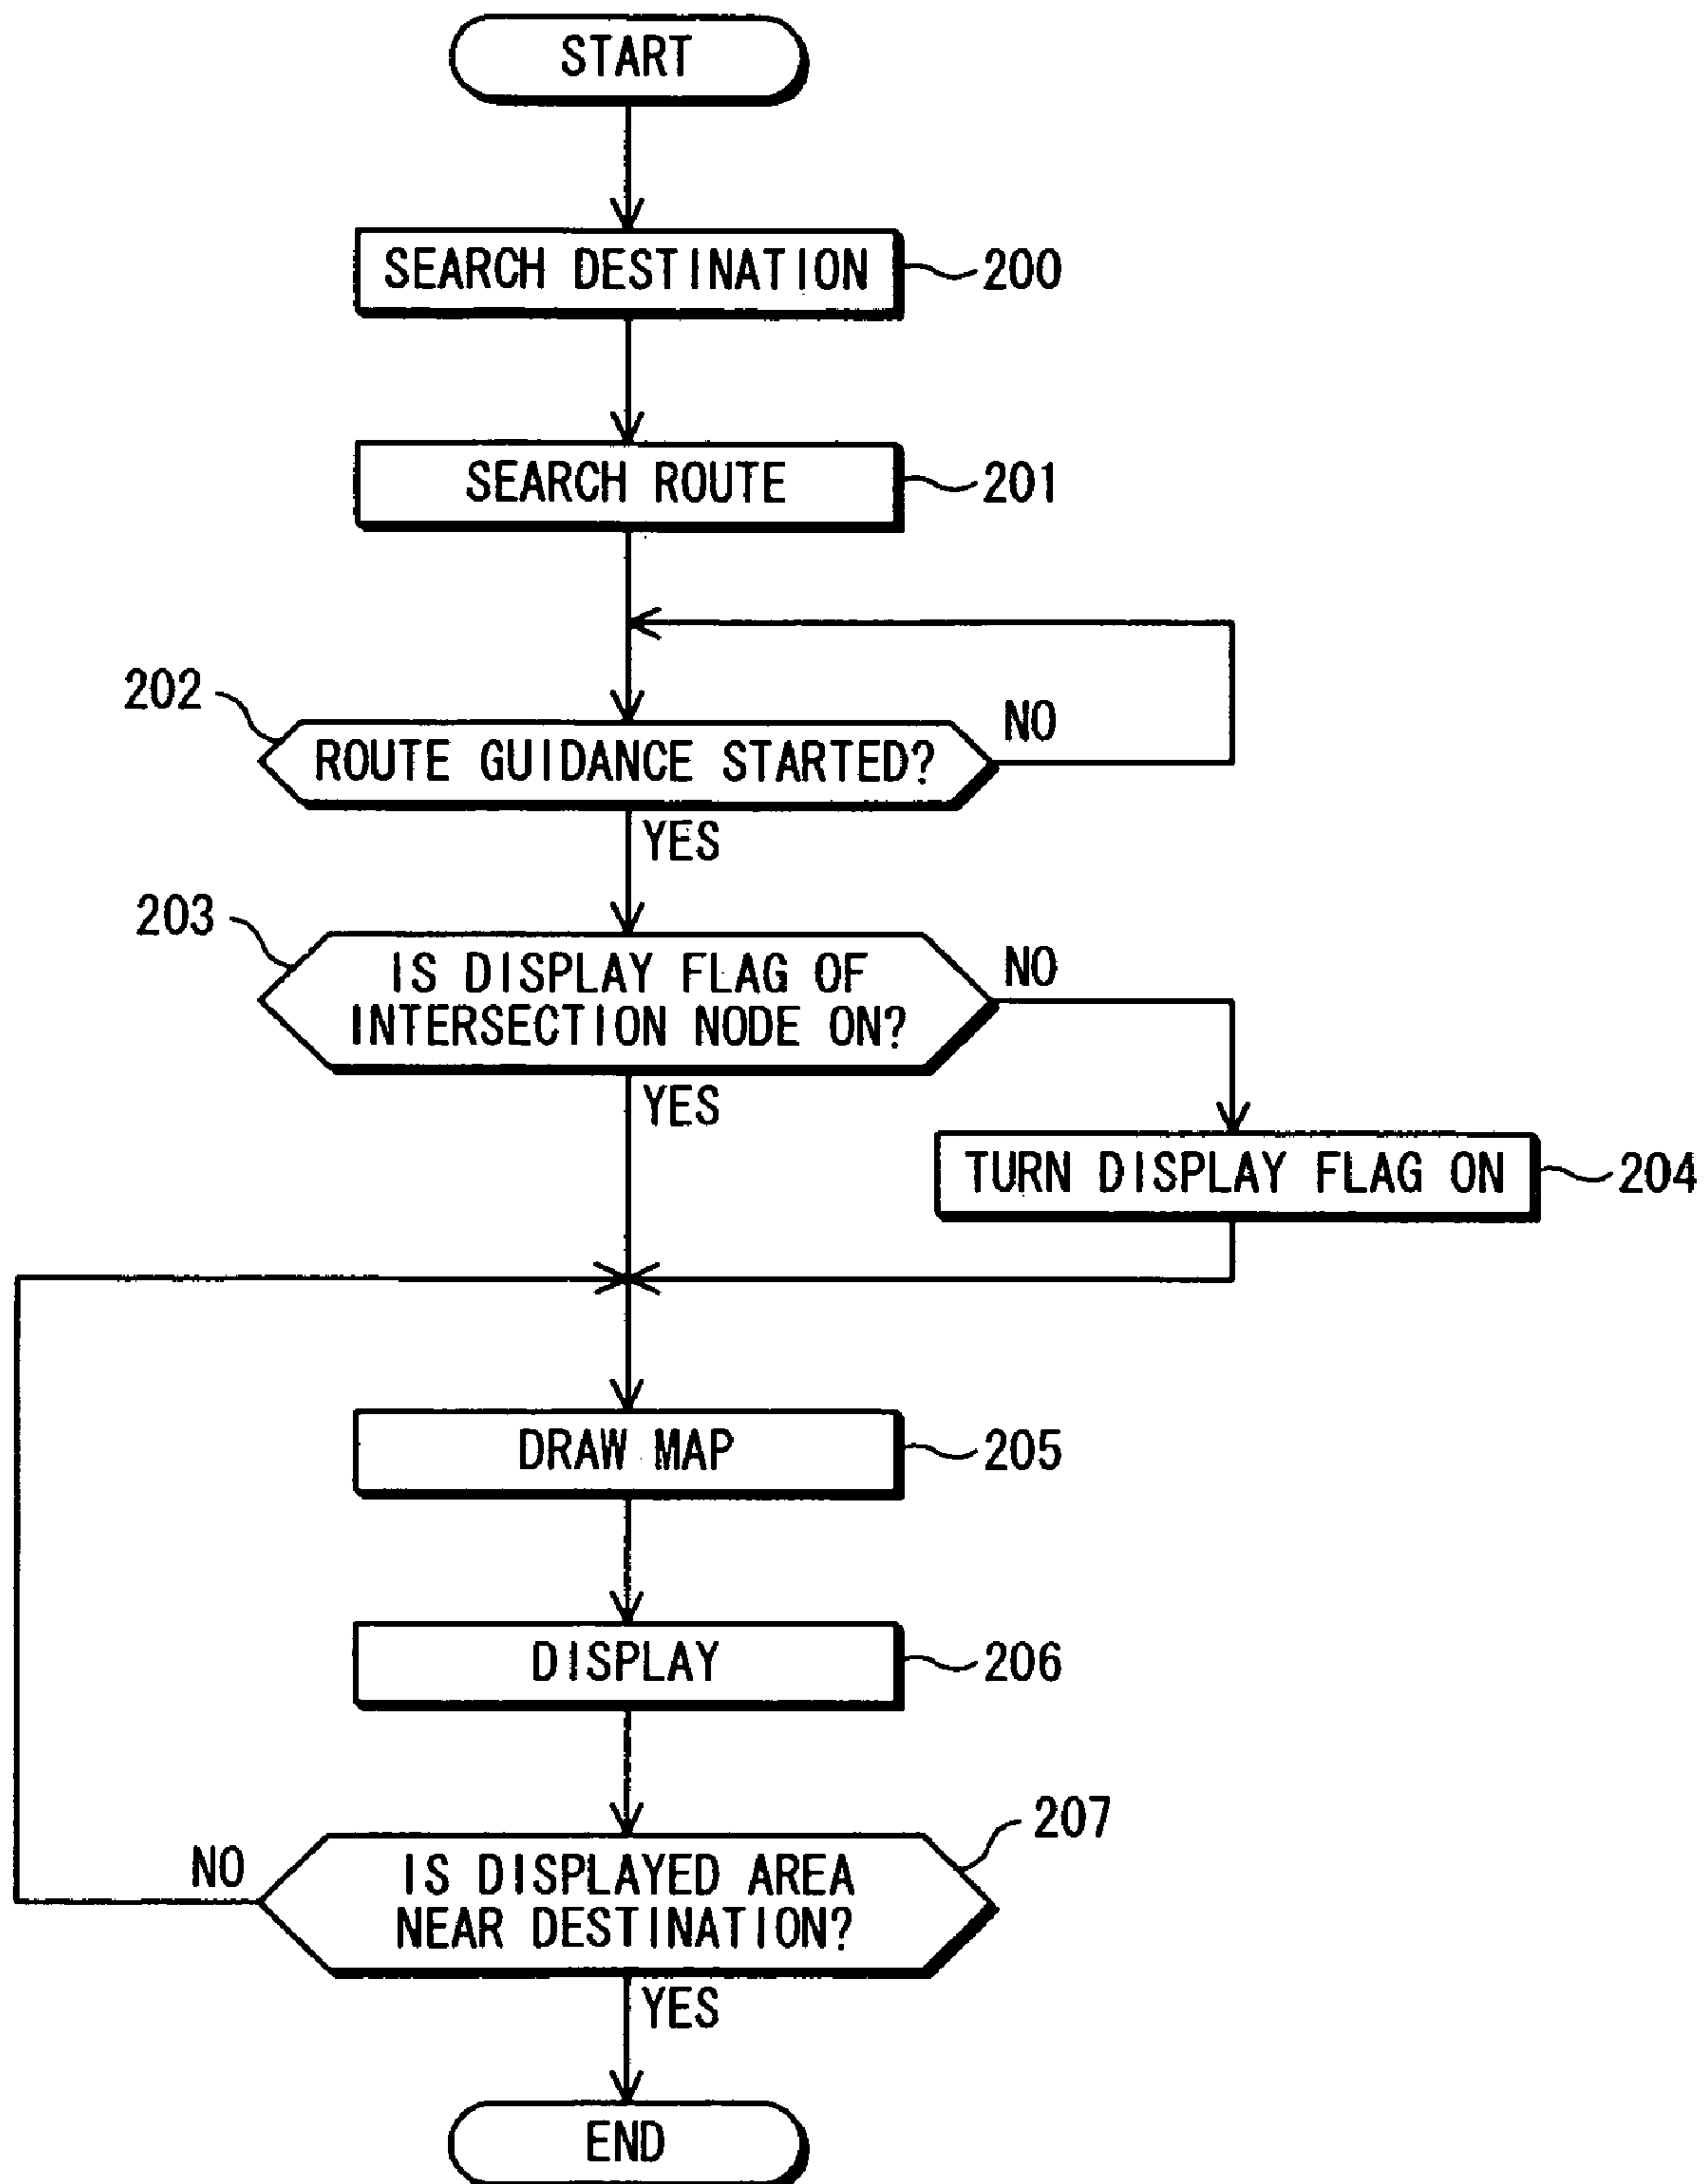 START
SEARCH DESTINATION
200
SEARCH ROUTE
201
202
ROUTE GUIDANCE STARTED?
NO
YES
203
IS DISPLAY FLAG OF
INTERSECTION NODE ON?
NO
YES
TURN DISPLAY FLAG ON
204
DRAW MAP
205
DISPLAY
206
207
NO
IS DISPLAYED AREA
NEAR DESTINATION?
YES
END